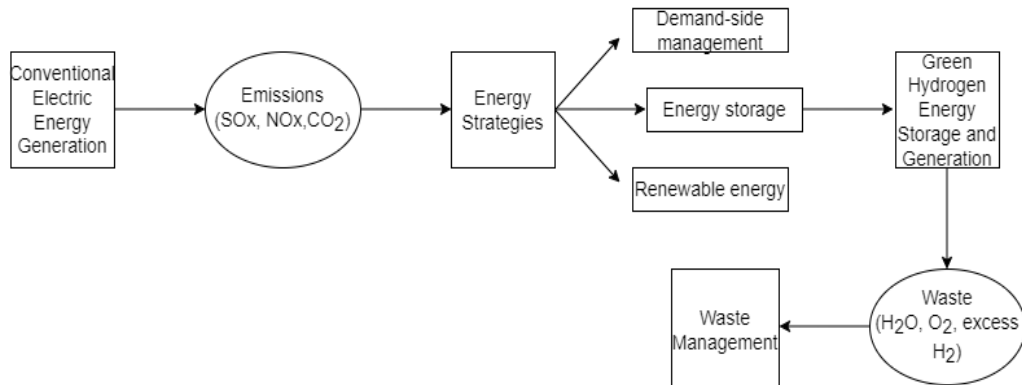 Conventional
Electric
Energy
Generation
Emissions
(SOx, NOx,CO₂)
Energy
Strategies
Demand-side
management
Energy storage
Renewable energy
Green
Hydrogen
Energy
Storage and
Generation
Waste
(H₂O, O₂, excess
H₂)
Waste
Management